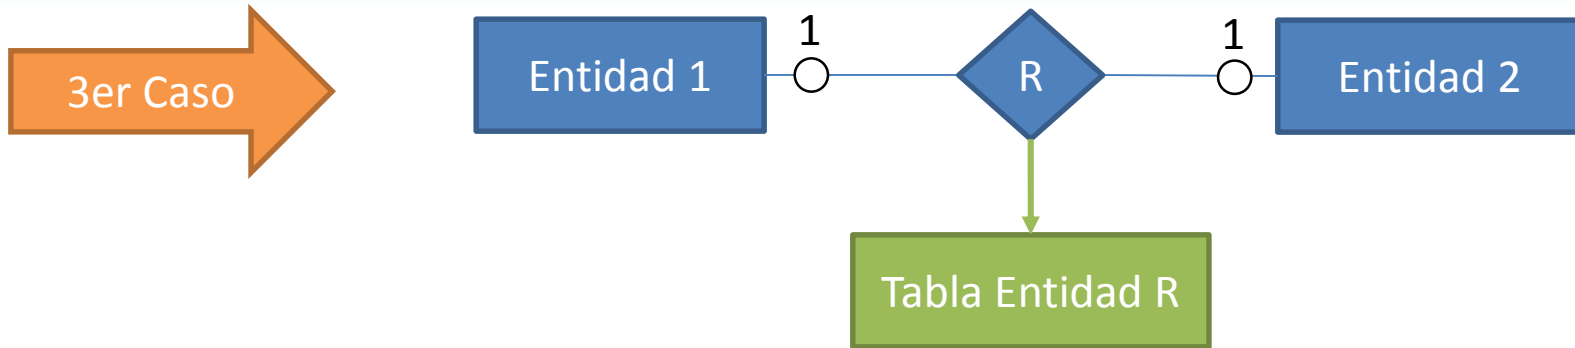 3er Caso
Entidad 1
1
R
1
Entidad 2
Tabla Entidad R